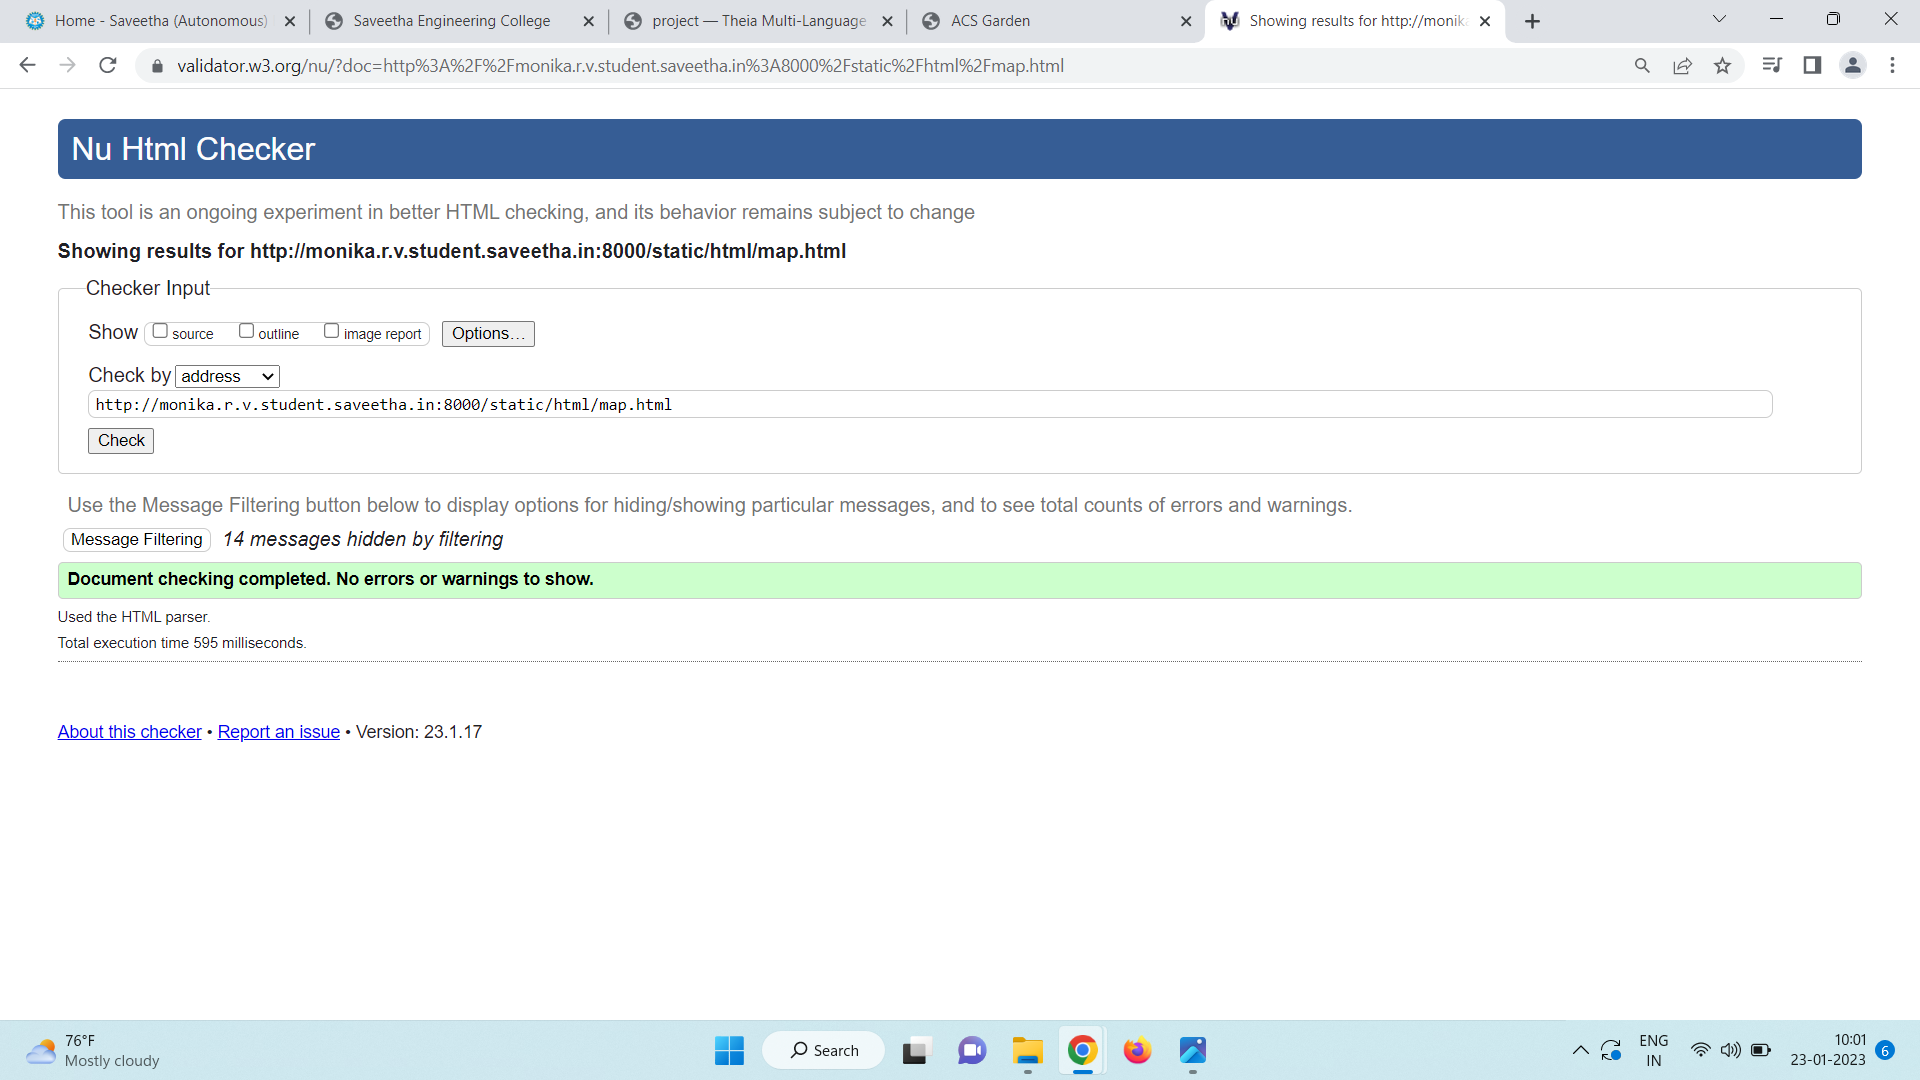 Home - Saveetha (Autonomous)
Saveetha Engineering College
project — Theia Multi-Language
ACS Garden
Showing results for http://monika
validator.w3.org/nu/?doc=http%3A%2F%2Fmonika.r.v.student.saveetha.in%3A8000%2Fstatic%2Fhtml%2Fmap.html
Nu Html Checker
This tool is an ongoing experiment in better HTML checking, and its behavior remains subject to change
Showing results for http://monika.r.v.student.saveetha.in:8000/static/html/map.html
Checker Input
Show source outline image report Options…
Check by address
http://monika.r.v.student.saveetha.in:8000/static/html/map.html
Check
Use the Message Filtering button below to display options for hiding/showing particular messages, and to see total counts of errors and warnings.
Message Filtering 14 messages hidden by filtering
Document checking completed. No errors or warnings to show.
Used the HTML parser.
Total execution time 595 milliseconds.
About this checker • Report an issue • Version: 23.1.17
76°F
Mostly cloudy
Search
ENG
IN
10:01
23-01-2023
6